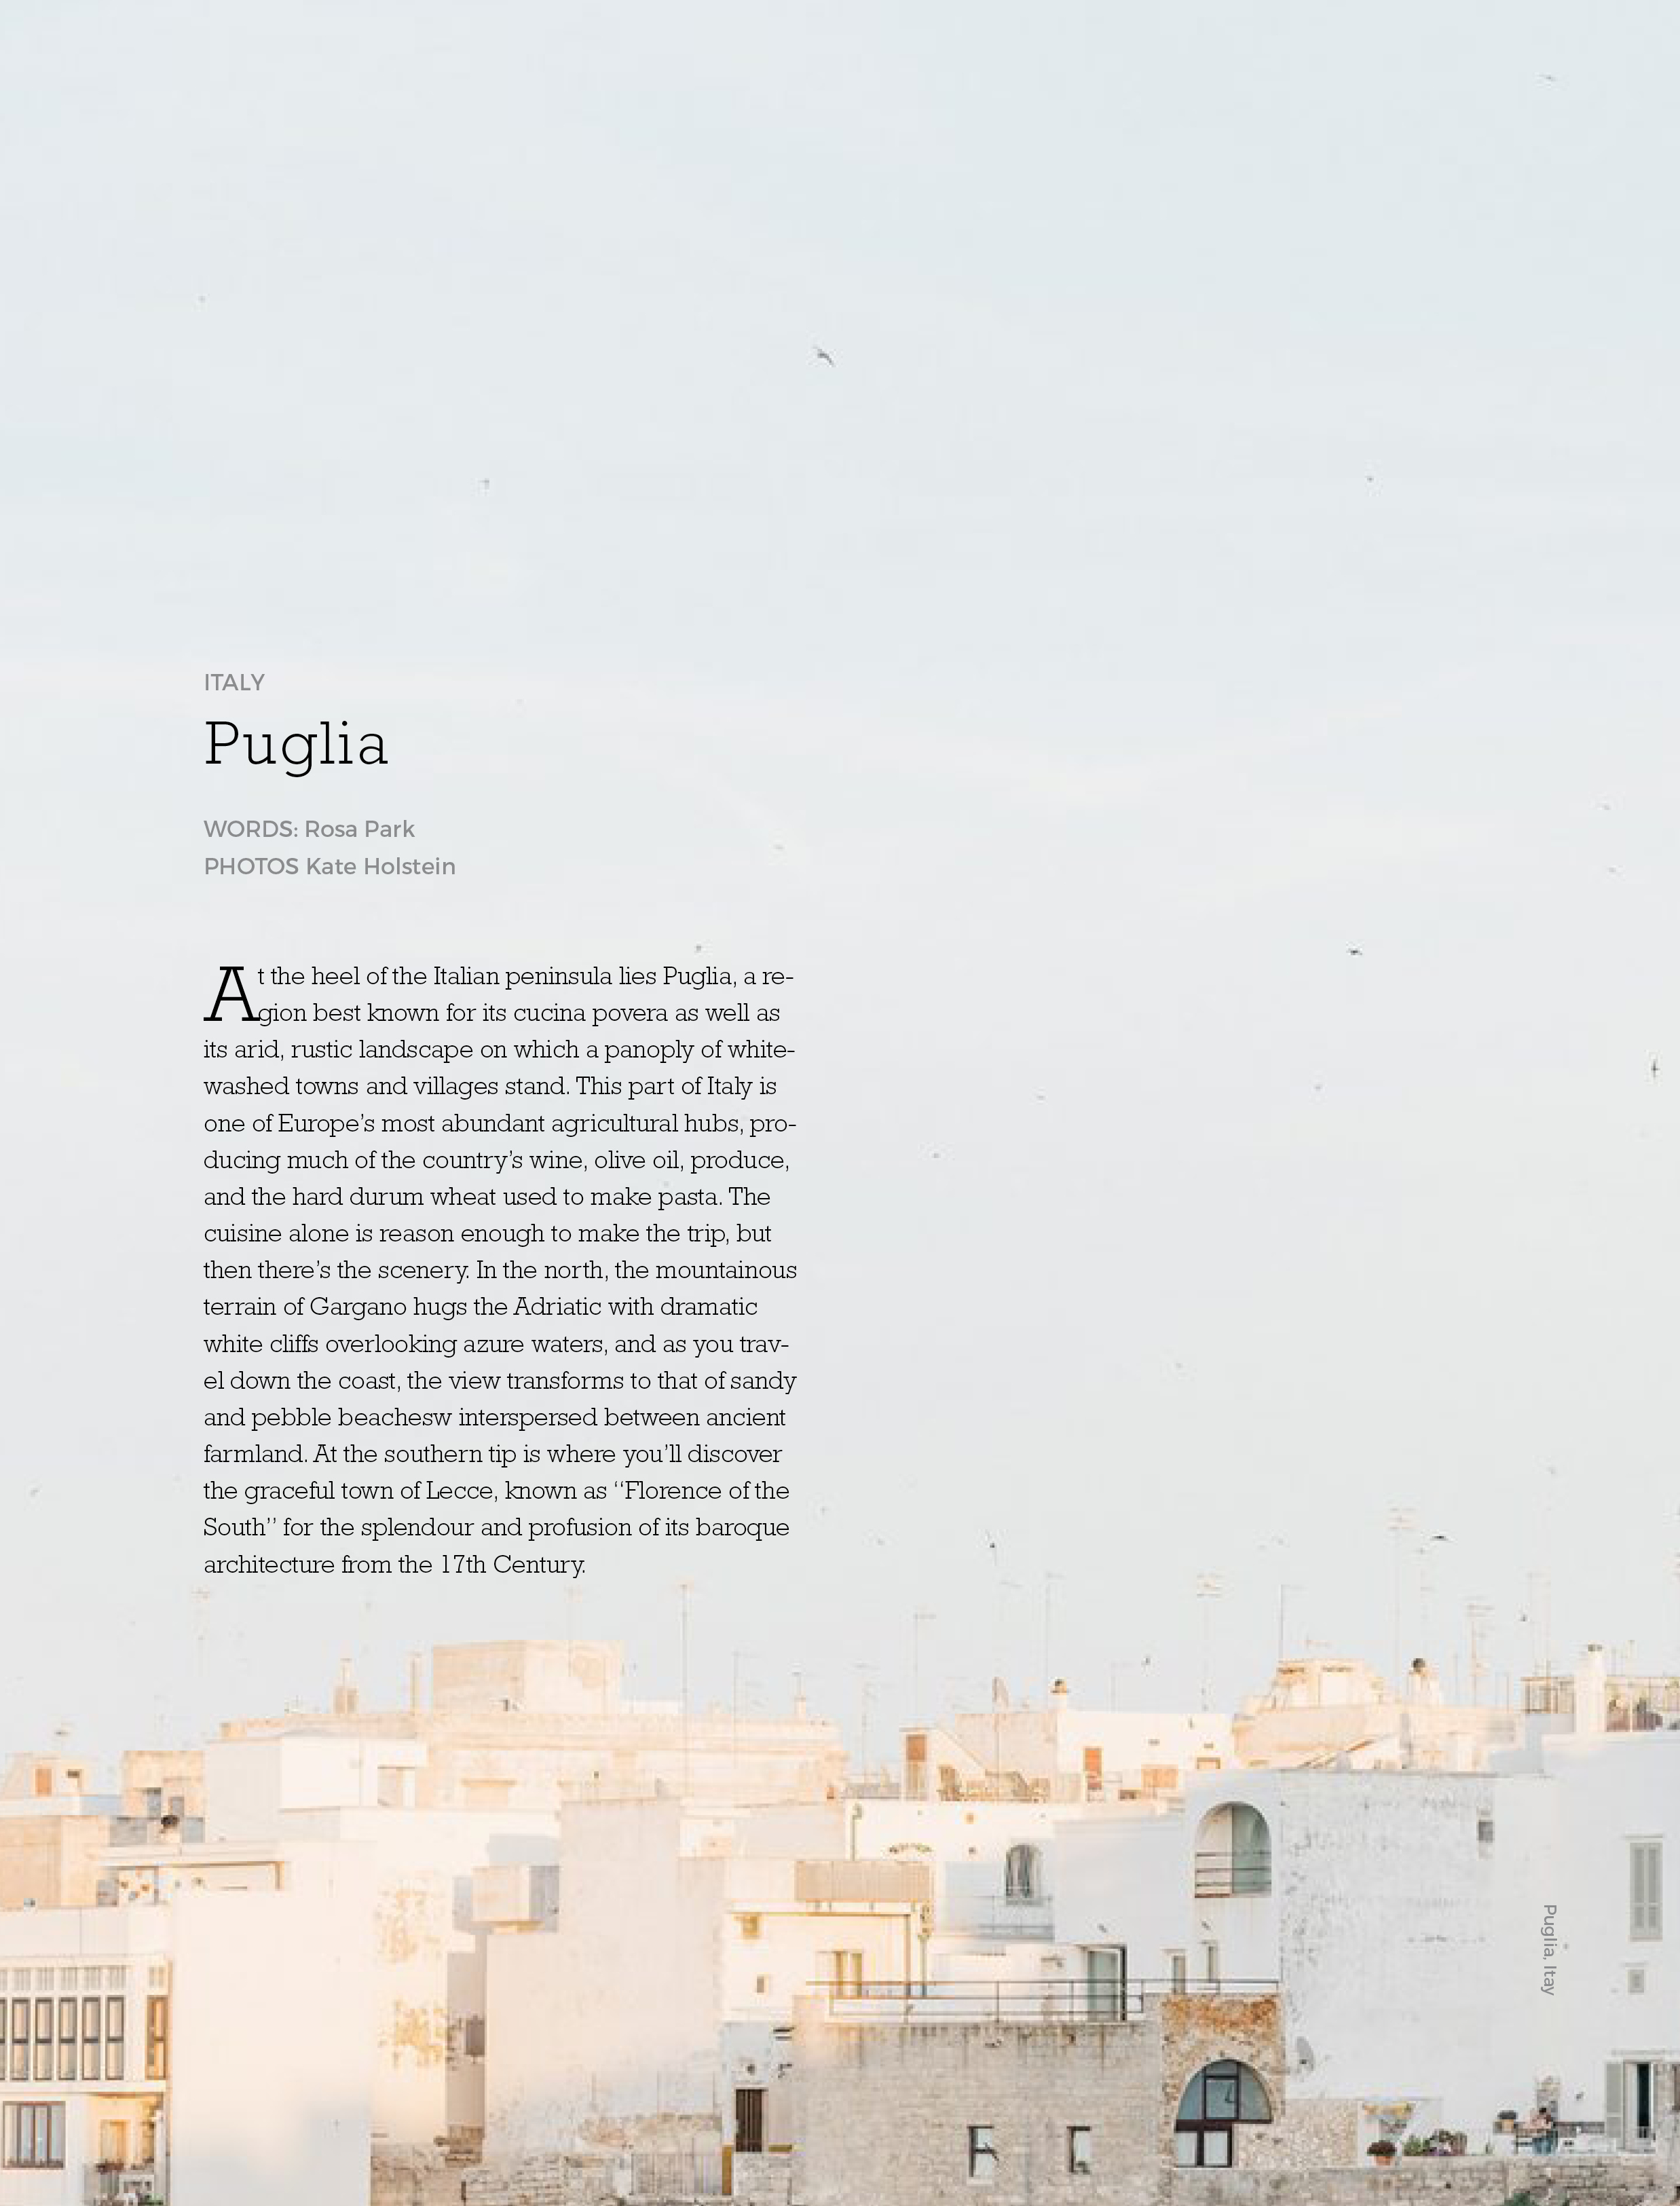 ITALY
Puglia
WORDS: Rosa Park
PHOTOS Kate Holstein
At the heel of the Italian peninsula lies Puglia, a re-
gion best known for its cucina povera as well as
its arid, rustic landscape on which a panoply of white-
washed towns and villages stand. This part of Italy is
one of Europe’s most abundant agricultural hubs, pro-
ducing much of the country’s wine, olive oil, produce,
and the hard durum wheat used to make pasta. The
cuisine alone is reason enough to make the trip, but
then there’s the scenery. In the north, the mountainous
terrain of Gargano hugs the Adriatic with dramatic
white cliffs overlooking azure waters, and as you trav-
el down the coast, the view transforms to that of sandy
and pebble beachesw interspersed between ancient
farmland. At the southern tip is where you’ll discover
the graceful town of Lecce, known as “Florence of the
South” for the splendour and profusion of its baroque
architecture from the 17th Century.
Puglia, Itay